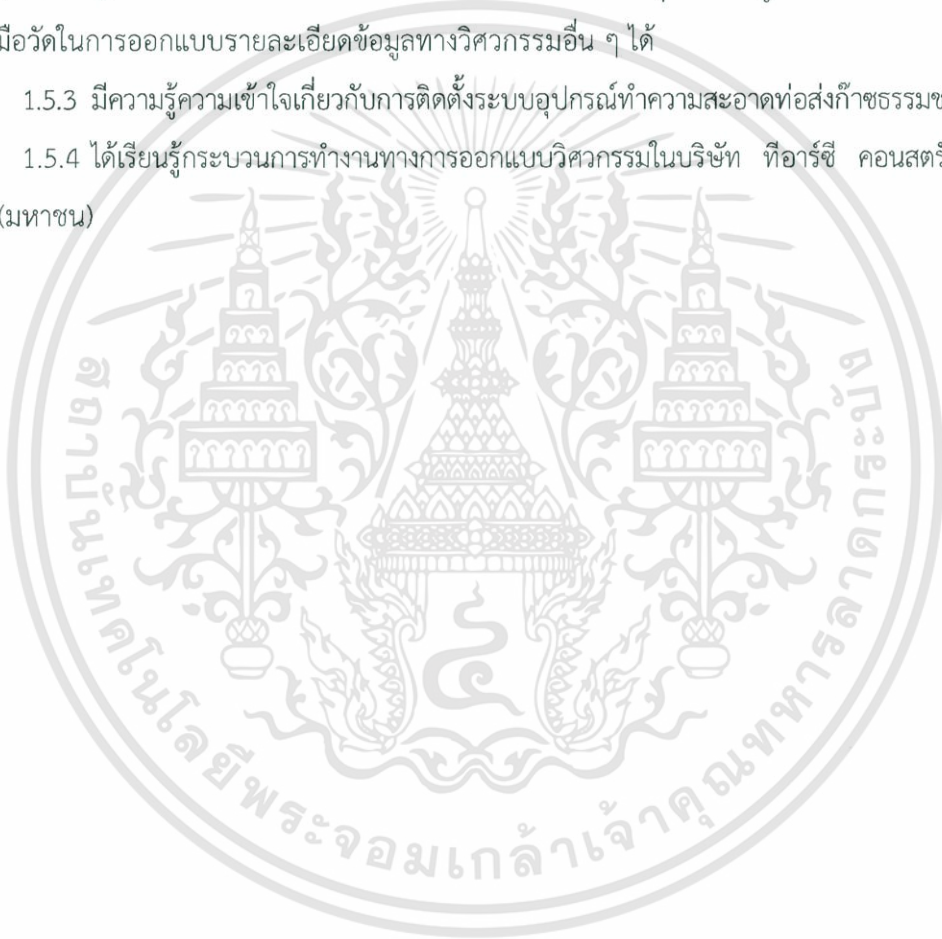 มือวัดในการออกแบบรายละเอียดข้อมูลทางวิศวกรรมอื่น ๆ ได้
1.5.3 มีความรู้ความเข้าใจเกี่ยวกับการติดตั้งระบบอุปกรณ์ทำความสะอาดท่อส่งก๊าซธรรมช
1.5.4 ได้เรียนรู้กระบวนการทำงานทางการออกแบบวิศวกรรมในบริษัท ทีอาร์ซี คอนสตรั
(มหาชน)
สถาบันเทคโนโลยีพระจอมเกล้าเจ้าคุณทหารลาดกระบัง